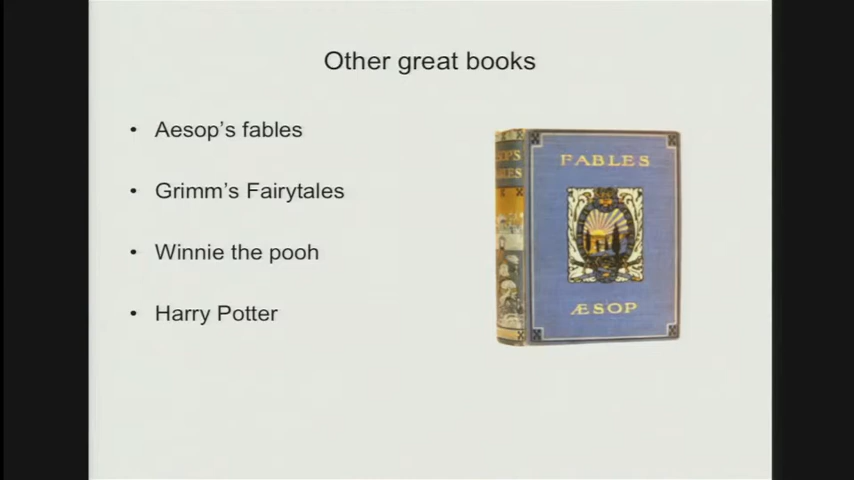 Other great books
• Aesop's fables
• Grimm's Fairytales
• Winnie the pooh
• Harry Potter
FABLES
ÆSOP